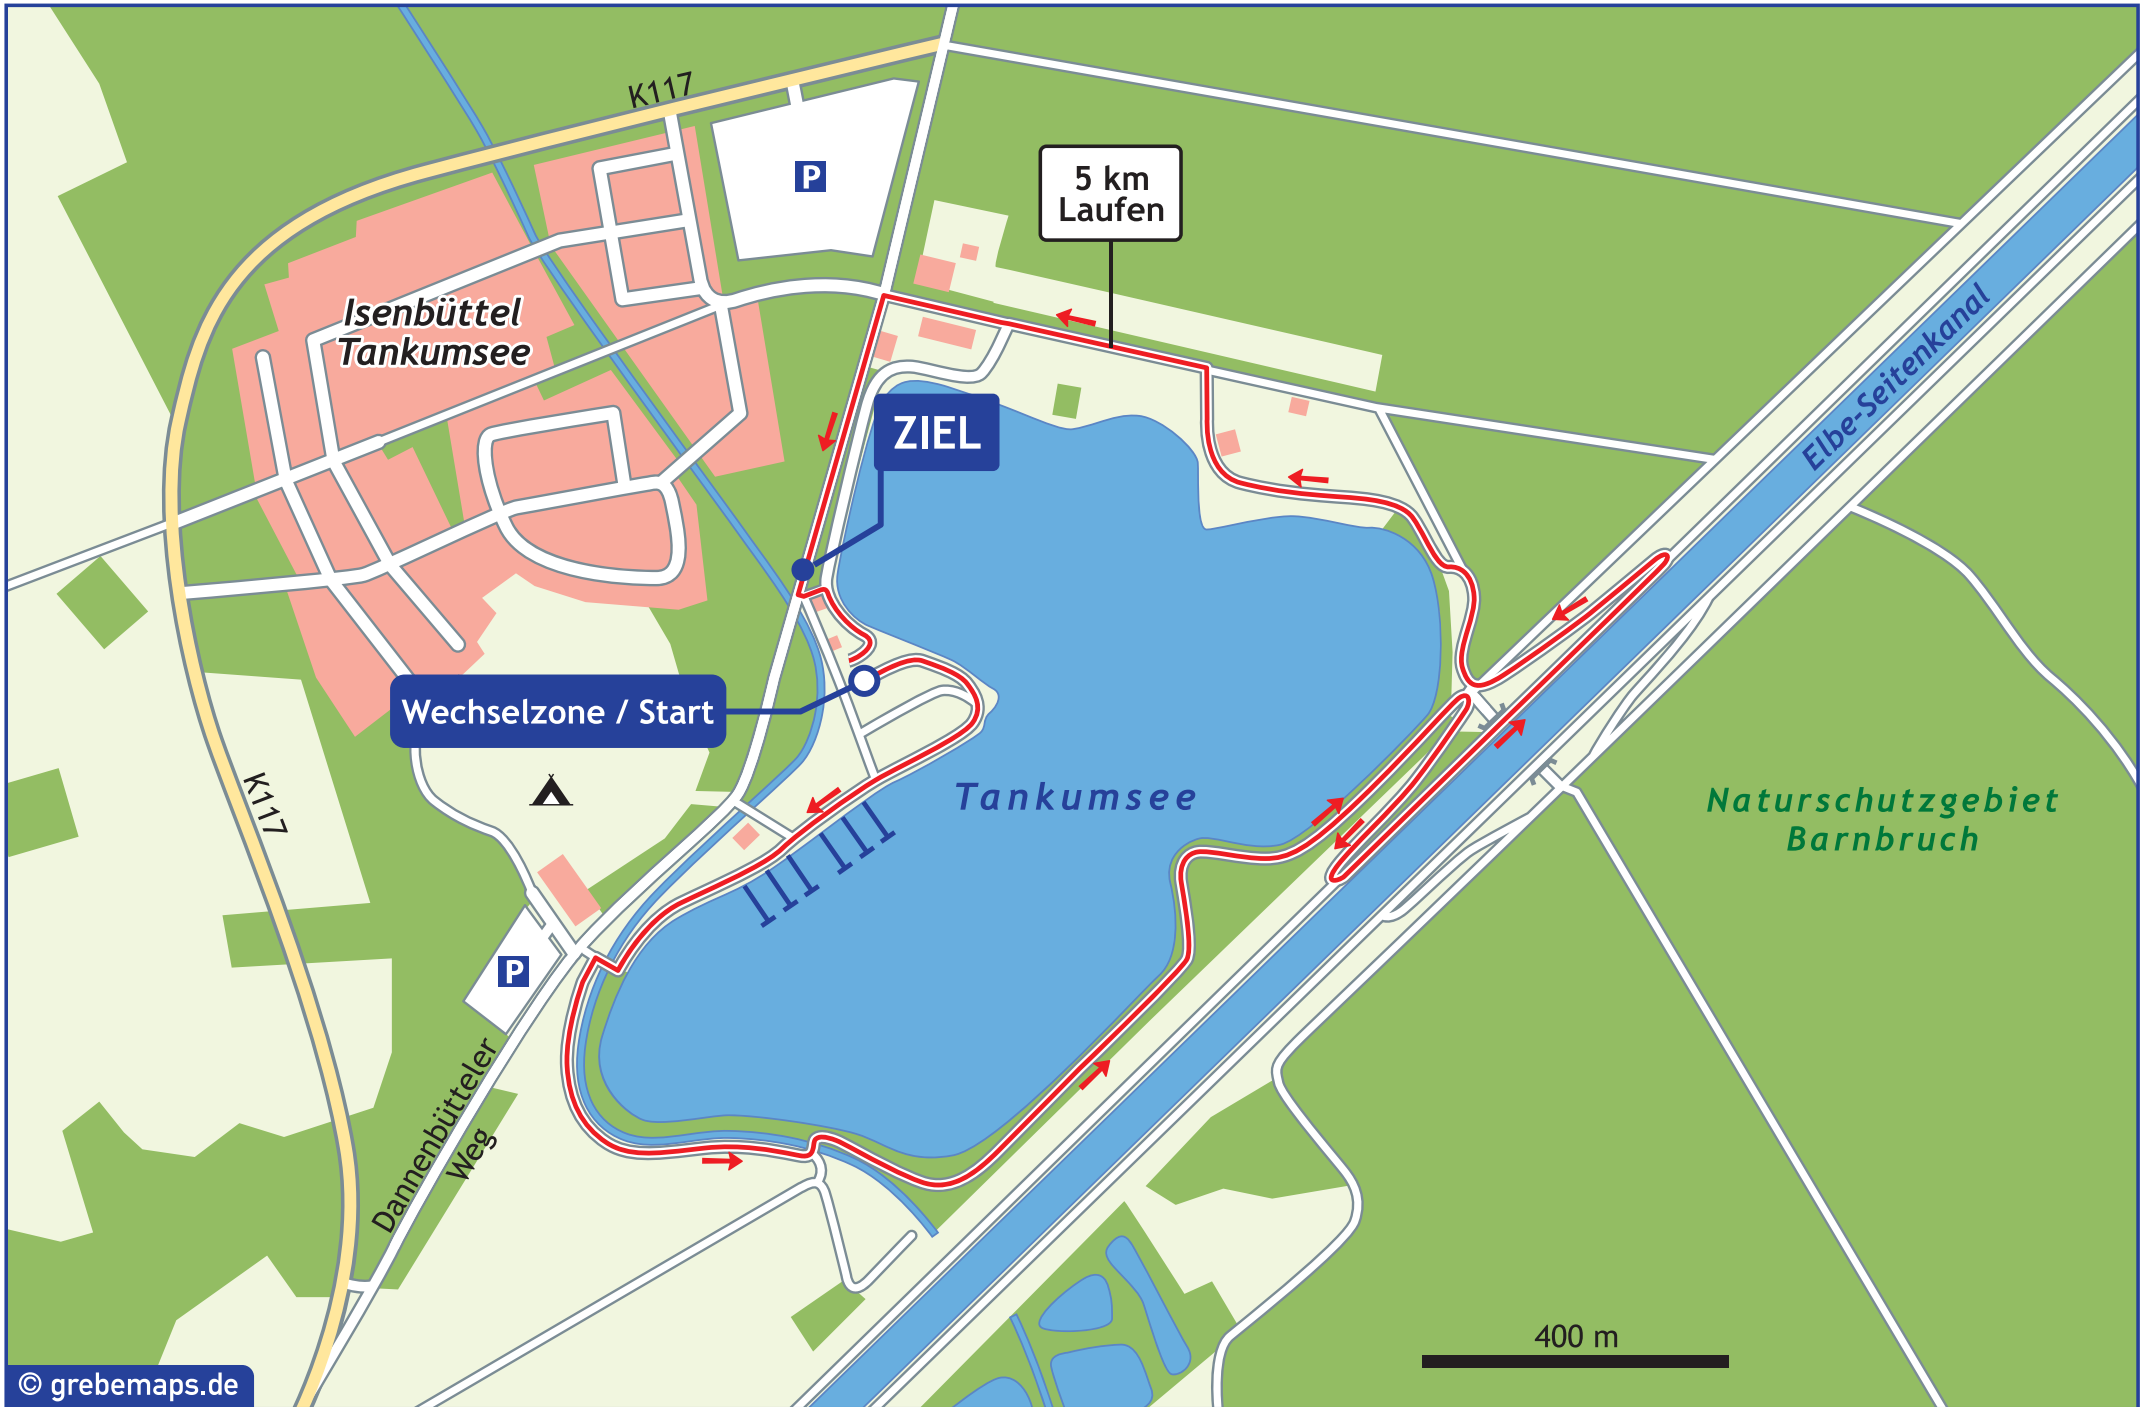 K117
P
5 km
Laufen
Isenbüttel
Tankumsee
Elbe-Seitenkanal
ZIEL
Wechselzone / Start
K117
Tankumsee
Naturschutzgebiet
Barnbruch
P
Dannenbütteler
Weg
400 m
© grebemaps.de